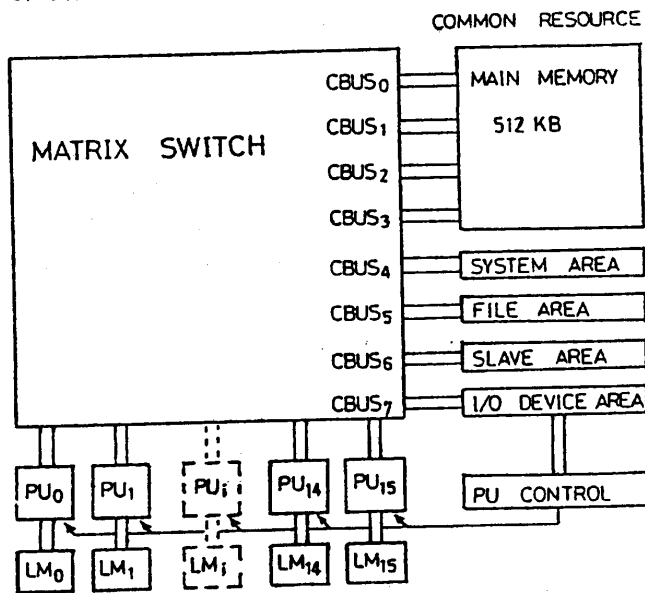 COMMON RESOURCE
MATRIX SWITCH
CBUS0
CBUS1
CBUS2
CBUS3
CBUS4
CBUS5
CBUS6
CBUS7
MAIN MEMORY
512 KB
SYSTEM AREA
FILE AREA
SLAVE AREA
I/O DEVICE AREA
PU0 PU1 PUi PU14 PU15
PU CONTROL
LM0 LM1 LMi LM14 LM15